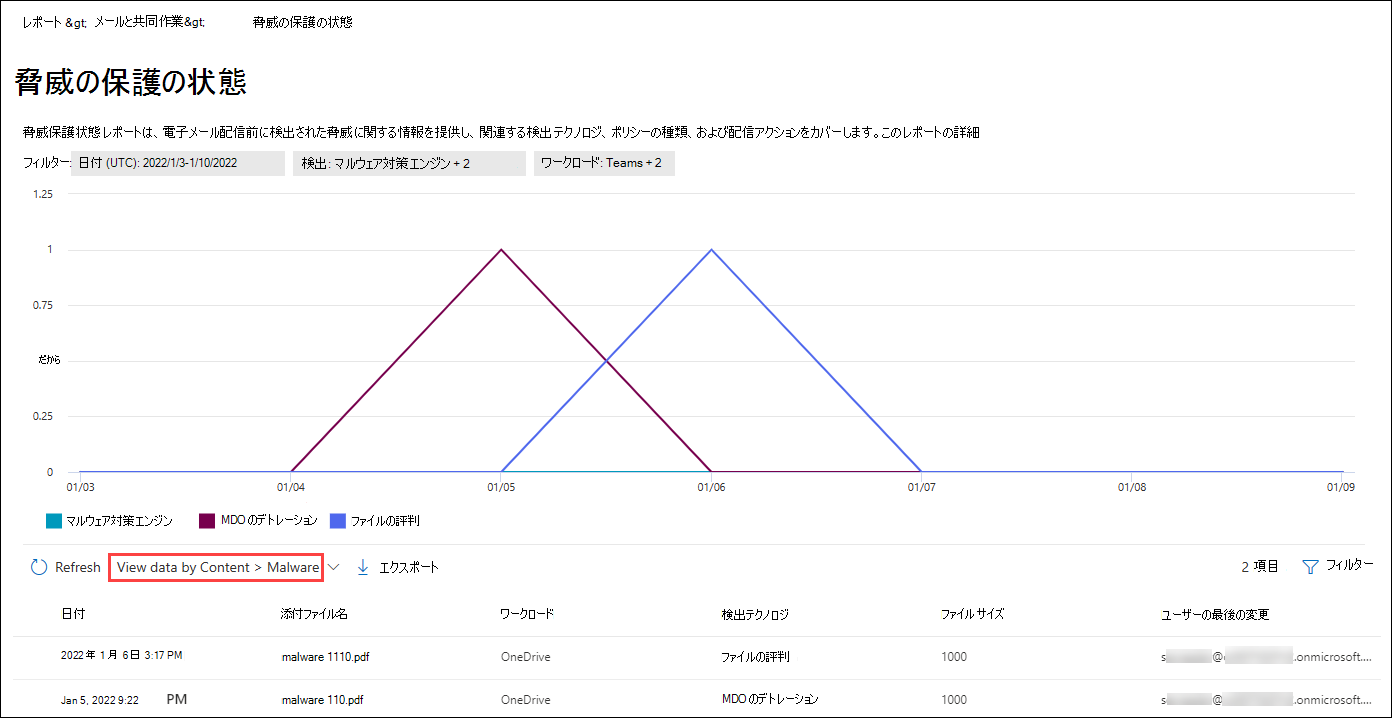 レポート &gt; メールと共同作業&gt; 脅威の保護の状態
脅威の保護の状態
脅威保護状態レポートは、電子メール配信前に検出された脅威に関する情報を提供し、関連する検出テクノロジ、ポリシーの種類、および配信アクションをカバーします。このレポートの詳細
フィルター: 日付 (UTC): 2022/1/3-1/10/2022 検出: マルウェア対策エンジン + 2 ワークロード: Teams + 2
1.25
1
0.75
だから
0.25
0
01/03 01/04 01/05 01/06 01/07 01/08 01/09
マルウェア対策エンジン MDO のデトレーション ファイルの評判
Refresh View data by Content > Malware エクスポート 2 項目 フィルター
日付 添付ファイル名 ワークロード 検出テクノロジ ファイル サイズ ユーザーの最後の変更
2022 年 1 月 6日 3:17 PM malware 1110.pdf OneDrive ファイルの評判 1000 s @ .onmicrosoft....
Jan 5, 2022 9:22 PM malware 110.pdf OneDrive MDO のデトレーション 1000 s @ .onmicrosoft....